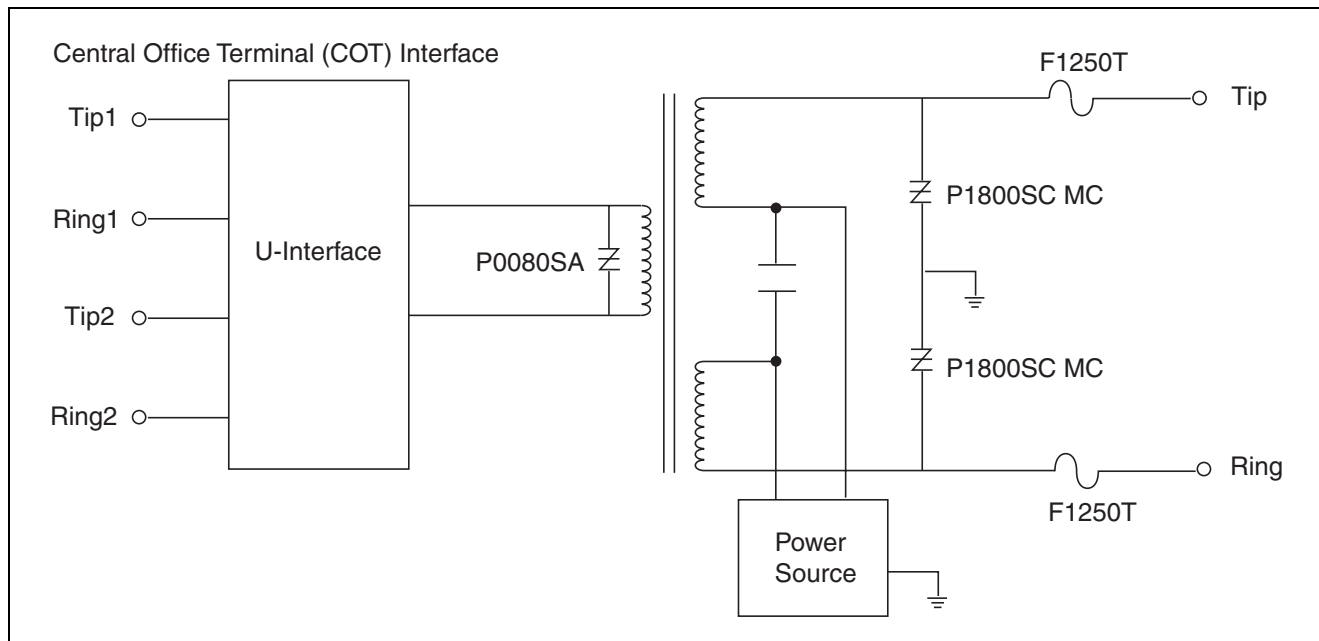 Central Office Terminal (COT) Interface
F1250T
Tip1
Tip
P1800SC MC
Ring1
U-Interface
P0080SA
Tip2
P1800SC MC
Ring2
Ring
F1250T
Power
Source